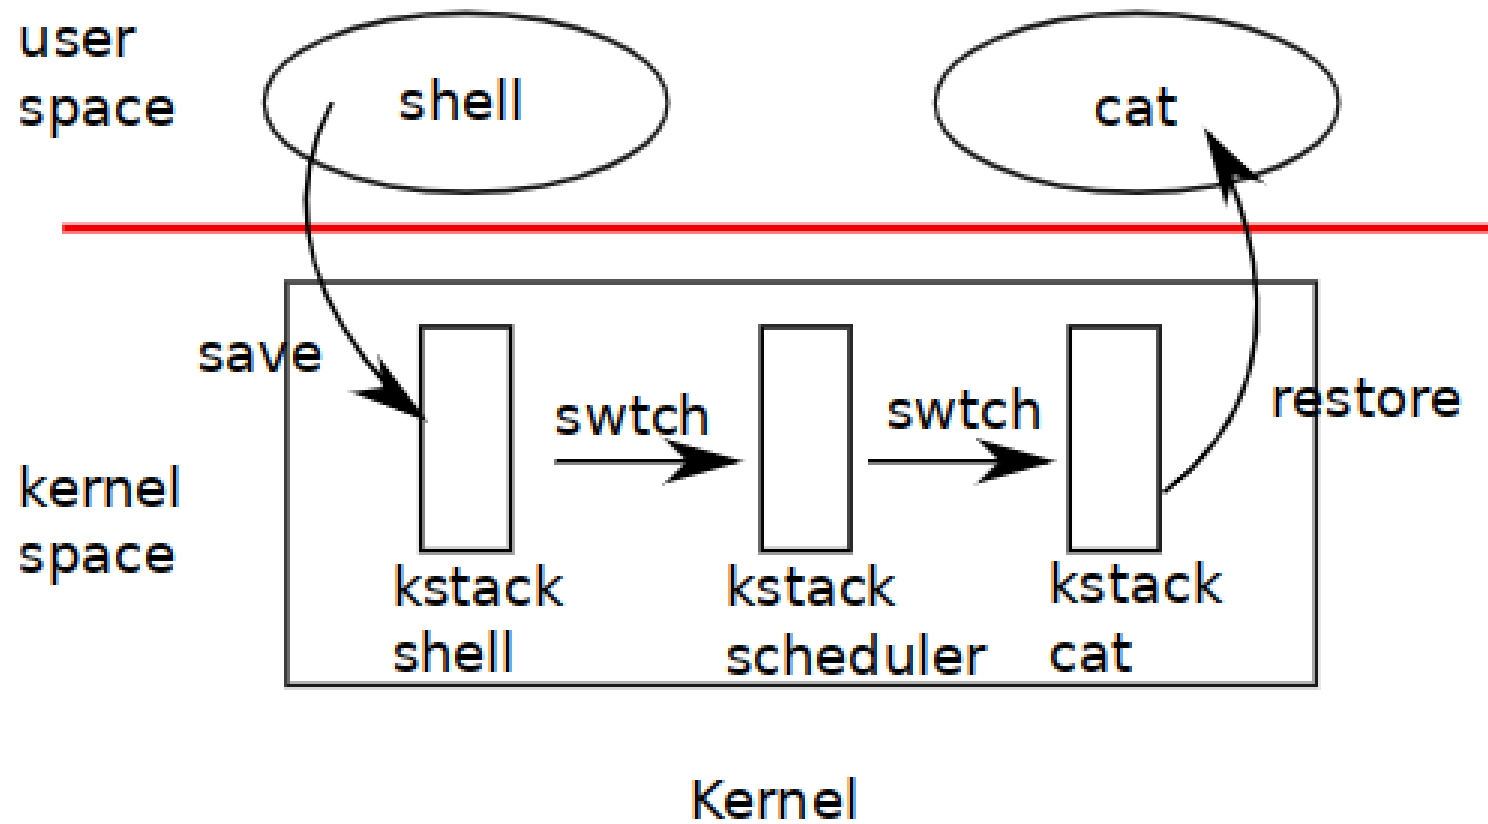 user
space
shell
cat
save
swtch
swtch
restore
kernel
space
kstack
shell
kstack
scheduler
kstack
cat
Kernel